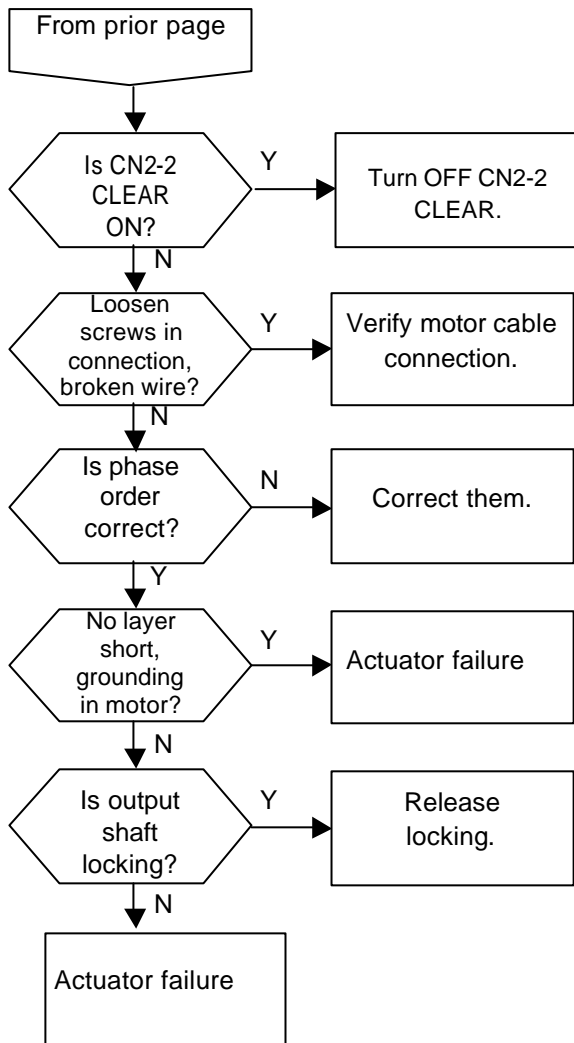 From prior page
Is CN2-2
CLEAR
ON?
Y
Turn OFF CN2-2
CLEAR.
N
Loosen
screws in
connection,
broken wire?
Y
Verify motor cable
connection.
N
Is phase
order
correct?
N
Correct them.
Y
No layer
short,
grounding
in motor?
Y
Actuator failure
N
Is output
shaft
locking?
Y
Release
locking.
N
Actuator failure